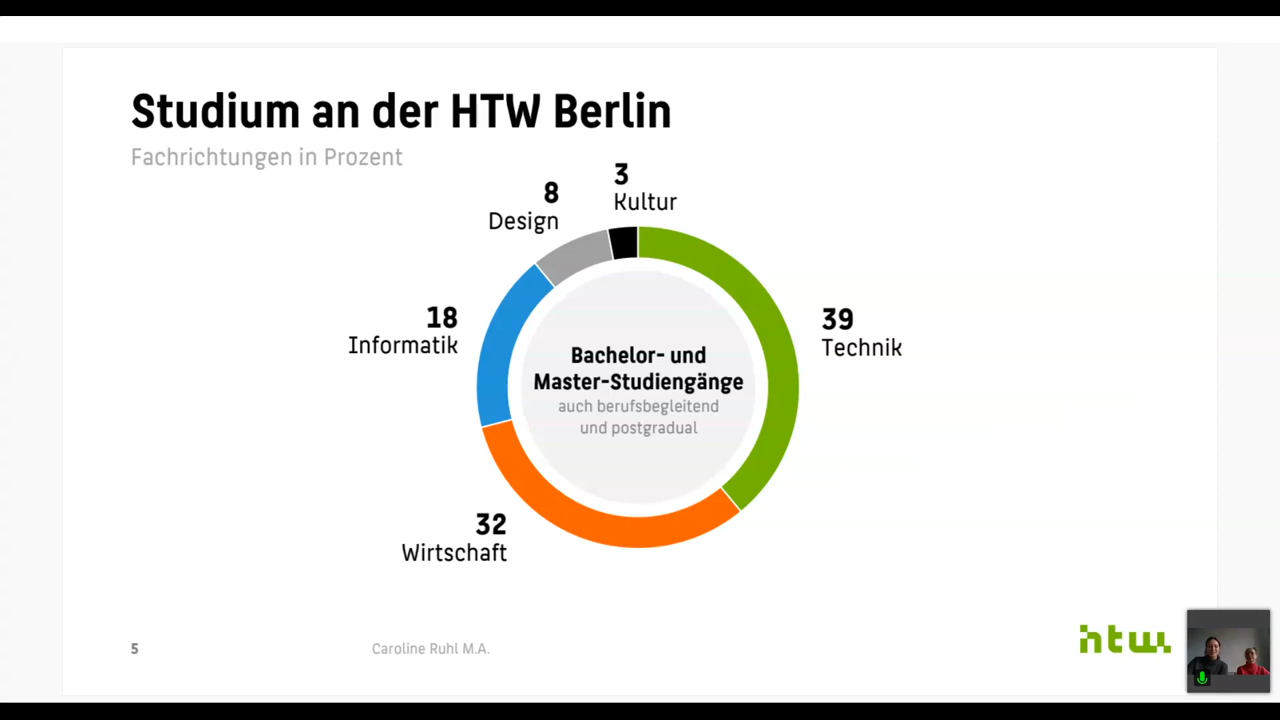 Studium an der HTW Berlin
Fachrichtungen in Prozent
3
Kultur
8
Design
18
Informatik
39
Technik
Bachelor- und
Master-Studiengänge
auch berufsbegleitend
und postgradual
32
Wirtschaft
5
Caroline Ruhl M.A.
htw.